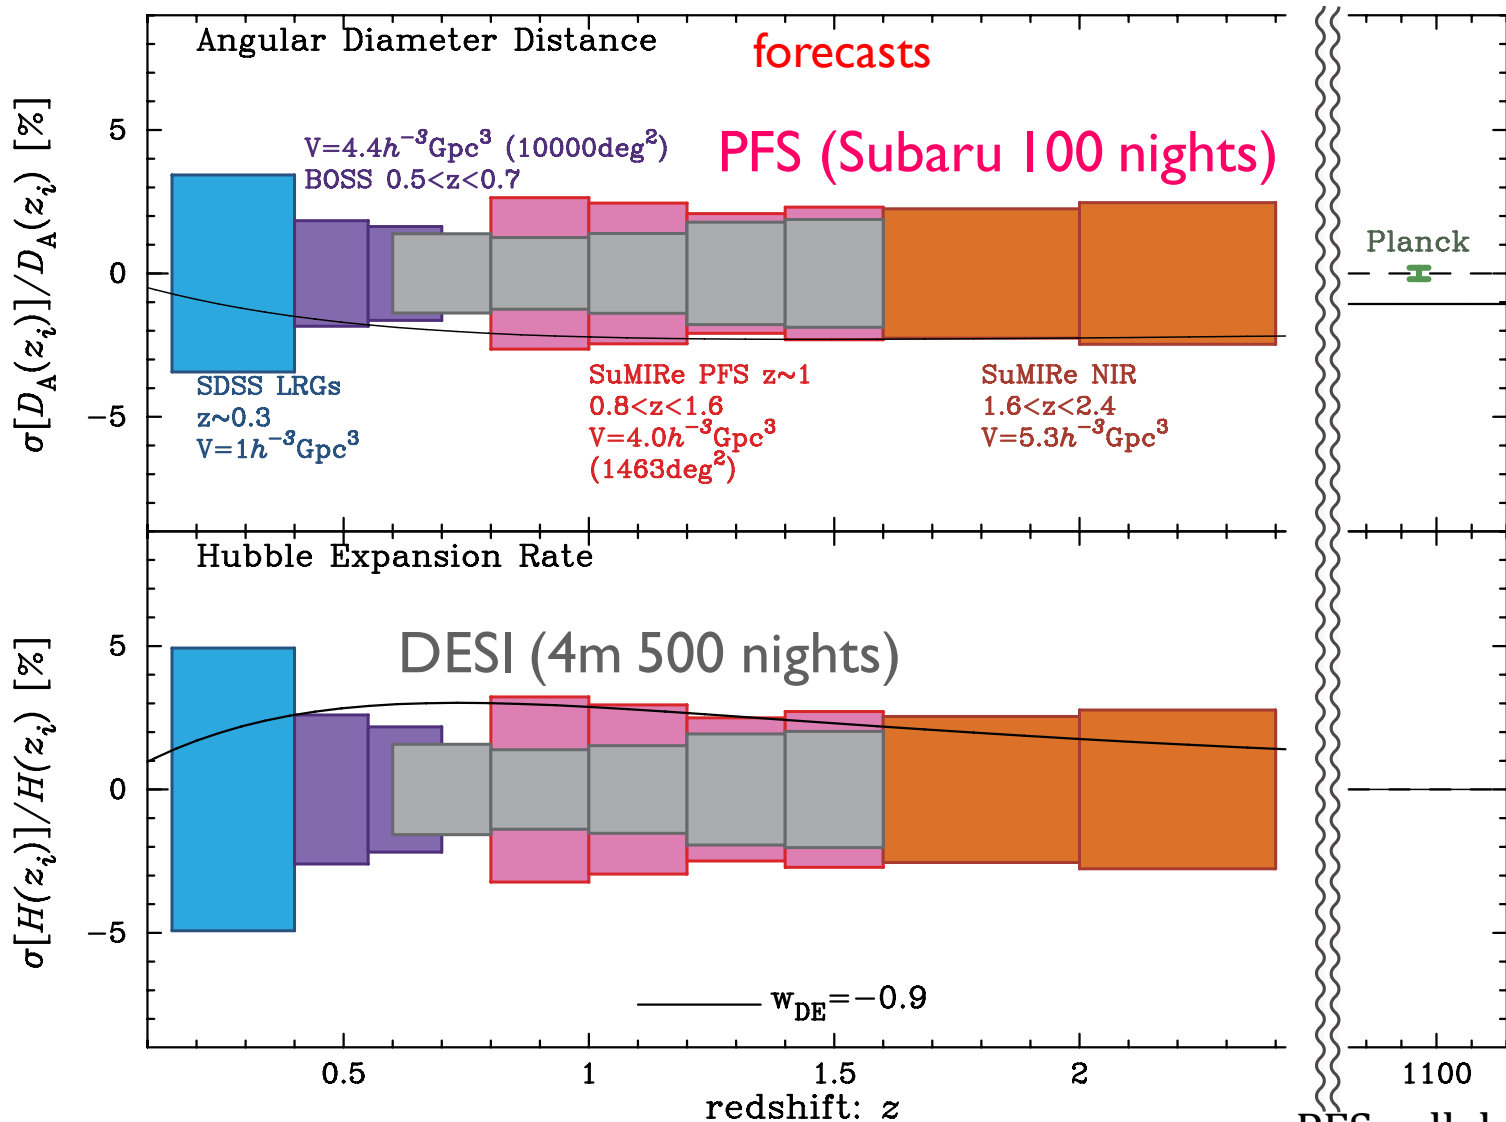 Angular Diameter Distance
forecasts
σ[D_A(z_i)]/D_A(z_i) [%]
5
0
−5
V=4.4h⁻³Gpc³ (10000deg²)
BOSS 0.5<z<0.7
PFS (Subaru 100 nights)
Planck
SDSS LRGs
z~0.3
V=1h⁻³Gpc³
SuMIRe PFS z~1
0.8<z<1.6
V=4.0h⁻³Gpc³
(1463deg²)
SuMIRe NIR
1.6<z<2.4
V=5.3h⁻³Gpc³
Hubble Expansion Rate
σ[H(z_i)]/H(z_i) [%]
5
0
−5
DESI (4m 500 nights)
w_DE=−0.9
0.5 1 1.5 2 1100
redshift: z